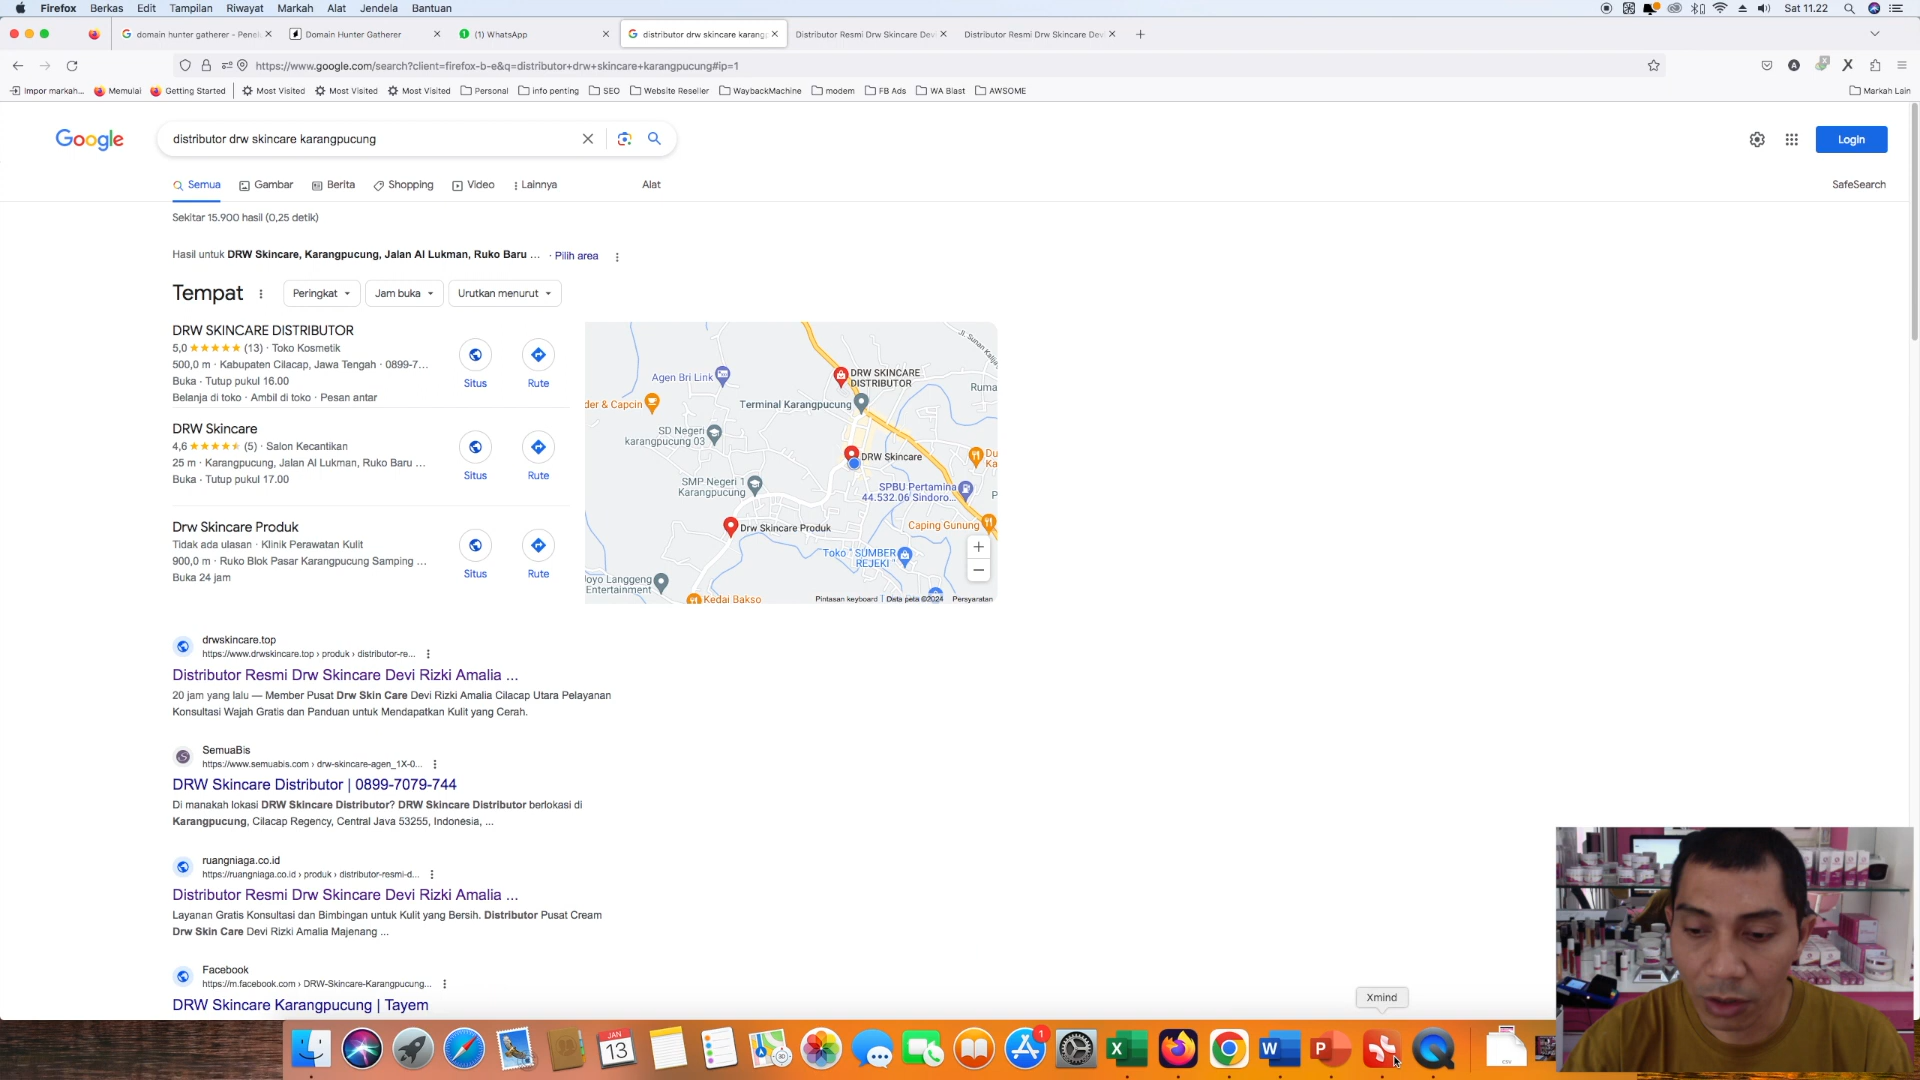 Firefox Berkas Edit Tampilan Riwayat Markah Alat Jendela Bantuan
Sat 11.22
domain hunter gatherer - Penelu
Domain Hunter Gatherer
(1) WhatsApp
distributor drw skincare karangp
Distributor Resmi Drw Skincare Dev
Distributor Resmi Drw Skincare Dev
https://www.google.com/search?client=firefox-b-e&q=distributor+drw+skincare+karangpucung#ip=1
Impor markah... Memulai Getting Started Most Visited Most Visited Most Visited Personal info penting SEO Website Reseller WaybackMachine modem FB Ads WA Blast AWSOME Markah Lain
Google
distributor drw skincare karangpucung
Login
Semua Gambar Berita Shopping Video Lainnya Alat SafeSearch
Sekitar 15.900 hasil (0,25 detik)
Hasil untuk DRW Skincare, Karangpucung, Jalan Al Lukman, Ruko Baru ... · Pilih area
Tempat
Peringkat Jam buka Urutkan menurut
DRW SKINCARE DISTRIBUTOR
5,0 (13) · Toko Kosmetik
500,0 m · Kabupaten Cilacap, Jawa Tengah · 0899-7...
Buka · Tutup pukul 16.00
Belanja di toko · Ambil di toko · Pesan antar
Situs Rute
DRW Skincare
4,6 (5) · Salon Kecantikan
25 m · Karangpucung, Jalan Al Lukman, Ruko Baru ...
Buka · Tutup pukul 17.00
Situs Rute
Drw Skincare Produk
Tidak ada ulasan · Klinik Perawatan Kulit
900,0 m · Ruko Blok Pasar Karangpucung Samping ...
Buka 24 jam
Situs Rute
Jl. Sunan Kalija
Agen Bri Link
DRW SKINCARE
DISTRIBUTOR
Ruma
der & Capcin
Terminal Karangpucung
SD Negeri
karangpucung 03
DRW Skincare
Du
Ka
SMP Negeri 1
Karangpucung
SPBU Pertamina
44.532.06 Sindoro...
P
n
Drw Skincare Produk
Caping Gunung
Toko " SUMBER
REJEKI "
oyo Langgeng
Entertainment
Kedai Bakso
Pintasan keyboard Data peta ©2024 Persyaratan
drwskincare.top
https://www.drwskincare.top › produk › distributor-re...
Distributor Resmi Drw Skincare Devi Rizki Amalia ...
20 jam yang lalu — Member Pusat Drw Skin Care Devi Rizki Amalia Cilacap Utara Pelayanan
Konsultasi Wajah Gratis dan Panduan untuk Mendapatkan Kulit yang Cerah.
SemuaBis
https://www.semuabis.com › drw-skincare-agen_1X-0...
DRW Skincare Distributor | 0899-7079-744
Di manakah lokasi DRW Skincare Distributor? DRW Skincare Distributor berlokasi di
Karangpucung, Cilacap Regency, Central Java 53255, Indonesia, ...
ruangniaga.co.id
https://ruangniaga.co.id › produk › distributor-resmi-d...
Distributor Resmi Drw Skincare Devi Rizki Amalia ...
Layanan Gratis Konsultasi dan Bimbingan untuk Kulit yang Bersih. Distributor Pusat Cream
Drw Skin Care Devi Rizki Amalia Majenang ...
Facebook
https://m.facebook.com › DRW-Skincare-Karangpucung...
DRW Skincare Karangpucung | Tayem
Xmind
JAN
13
1